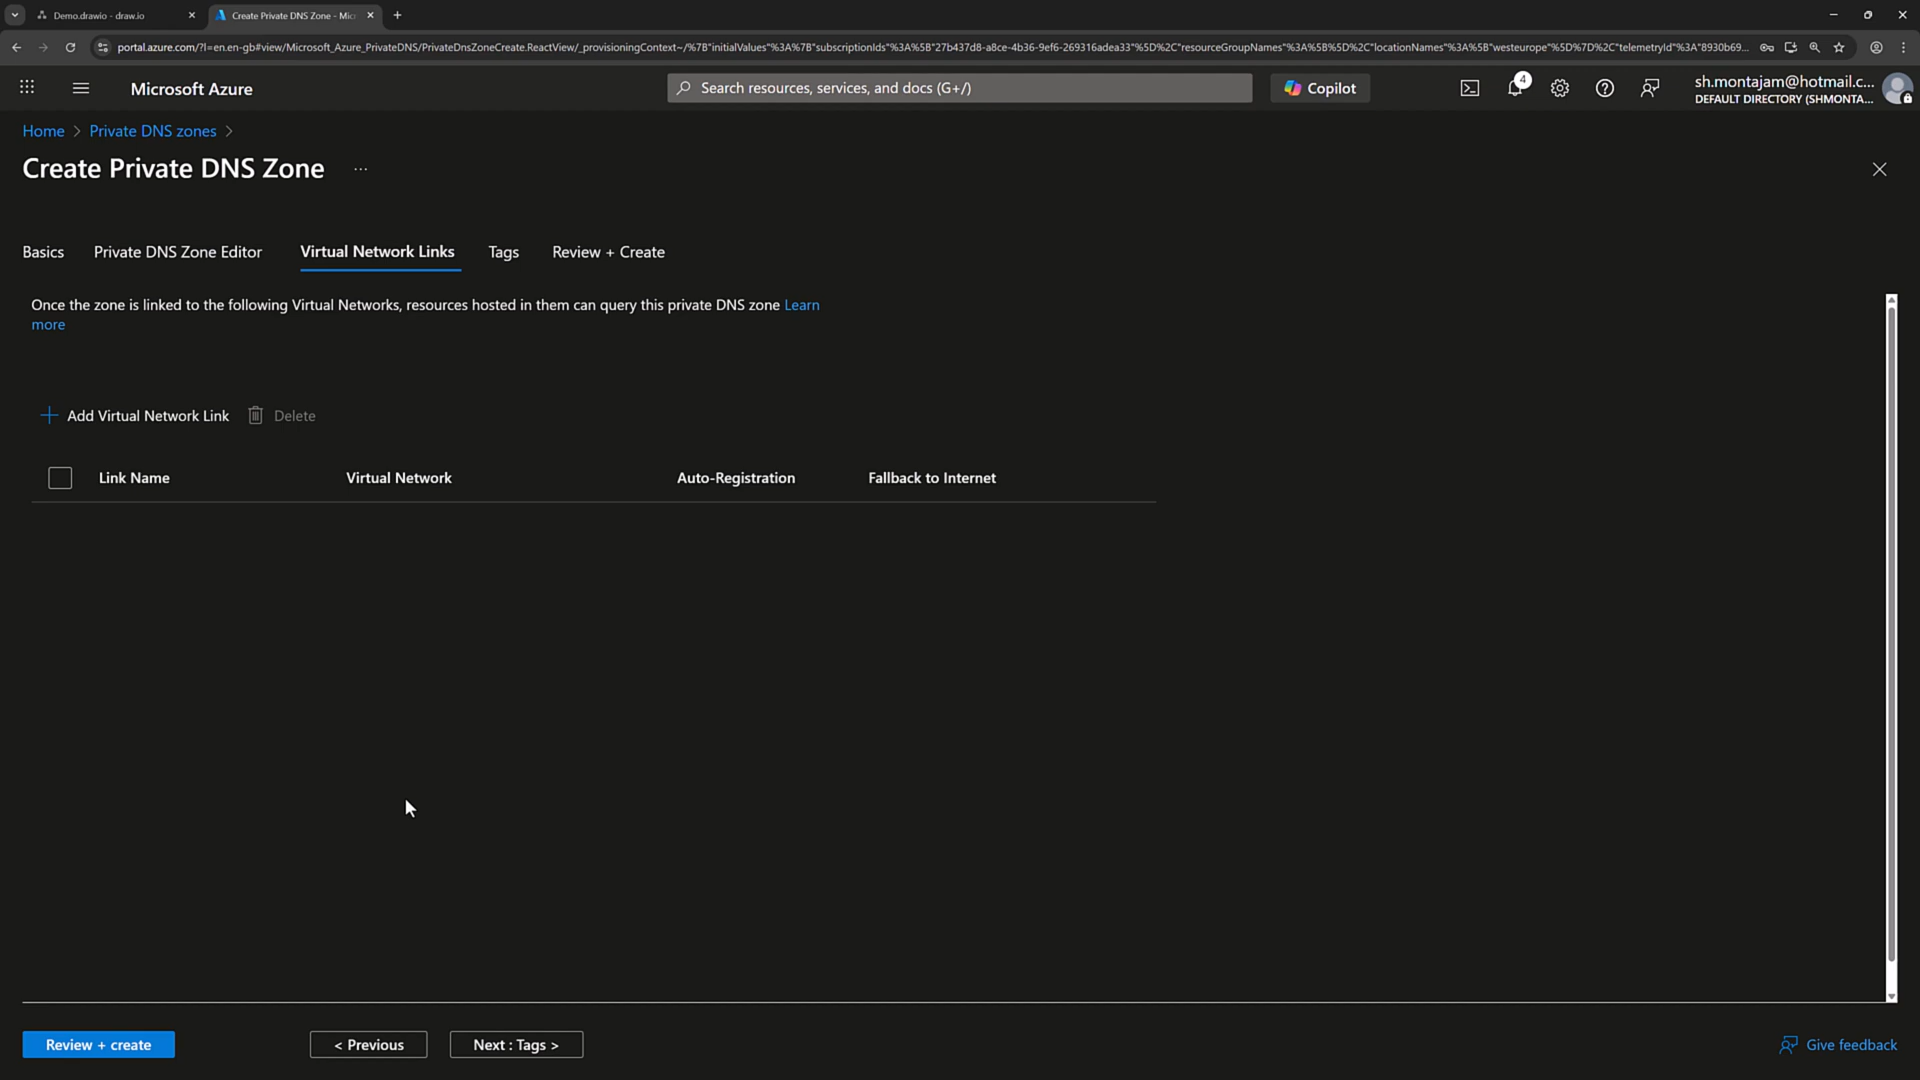 Demo.drawio - draw.io
Create Private DNS Zone - Mic
portal.azure.com/?l=en.en-gb#view/Microsoft_Azure_PrivateDNS/PrivateDnsZoneCreate.ReactView/_provisioningContext~/%7B"initialValues"%3A%7B"subscriptionIds"%3A%5B"27b437d8-a8ce-4b36-9ef6-269316adea33"%5D%2C"resourceGroupNames"%3A%5B%5D%2C"locationNames"%3A%5B"westeurope"%5D%7D%2C"telemetryId"%3A"8930b69...
Microsoft Azure
Search resources, services, and docs (G+/)
Copilot
4
sh.montajam@hotmail.c...
DEFAULT DIRECTORY (SHMONTA...
Home > Private DNS zones >
Create Private DNS Zone ...
Basics Private DNS Zone Editor Virtual Network Links Tags Review + Create
Once the zone is linked to the following Virtual Networks, resources hosted in them can query this private DNS zone Learn
more
Add Virtual Network Link Delete
Link Name Virtual Network Auto-Registration Fallback to Internet
Review + create < Previous Next : Tags > Give feedback